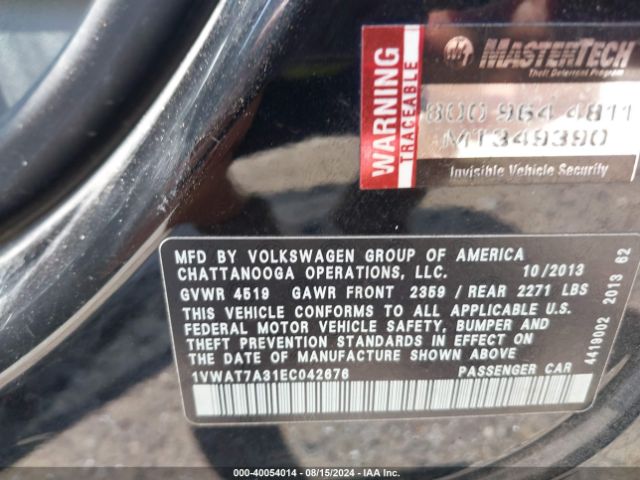 MASTERTECH
Theft Deterrent Program
WARNING
TRACEABLE
800 964 4811
MT349390
Invisible Vehicle Security
MFD BY VOLKSWAGEN GROUP OF AMERICA
CHATTANOOGA OPERATIONS, LLC. 10/2013
GVWR 4519 GAWR FRONT 2359 / REAR 2271 LBS
THIS VEHICLE CONFORMS TO ALL APPLICABLE U.S.
FEDERAL MOTOR VEHICLE SAFETY, BUMPER AND
THEFT PREVENTION STANDARDS IN EFFECT ON
THE DATE OF MANUFACTURE SHOWN ABOVE
1VWAT7A31EC042676 PASSENGER CAR
4419002 2013 62
000-40054014 - 08/15/2024 - IAA Inc.